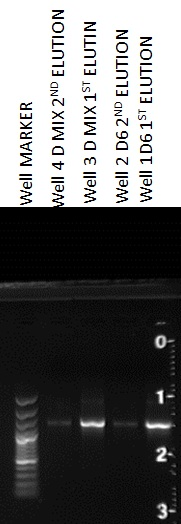 Well MARKER
Well 4 D MIX 2ND ELUTION
Well 3 D MIX 1ST ELUTIN
Well 2 D6 2ND ELUTION
Well 1D6 1ST ELUTION
0
1
2
3